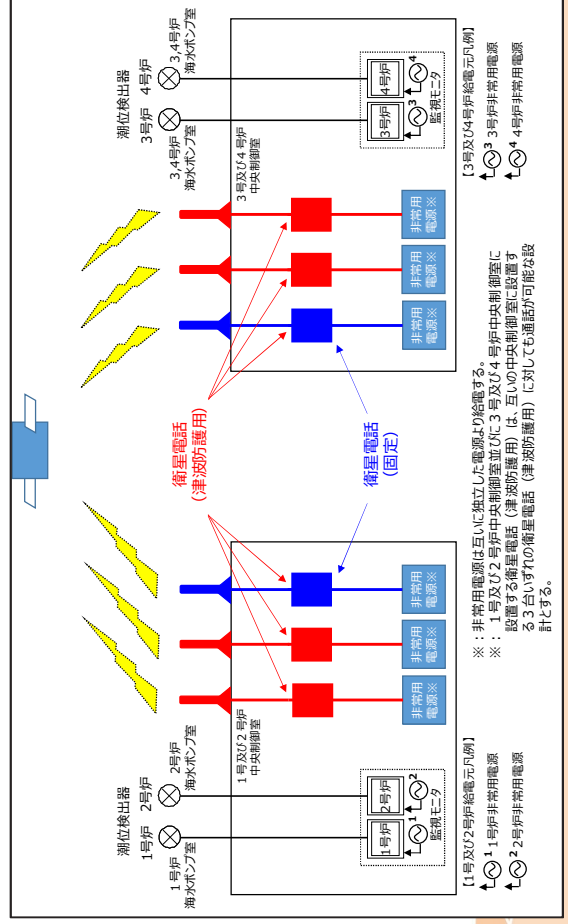 潮位検出器
1号炉
2号炉
1号炉
海水ポンプ室
2号炉
海水ポンプ室
1号及び2号炉
中央制御室
1号炉
2号炉
1
2
監視モニタ
非常用
電源※
非常用
電源※
非常用
電源※
【1号及び2号炉給電元凡例】
1 1号炉非常用電源
2 2号炉非常用電源
衛星電話
(津波防護用)
衛星電話
(固定)
潮位検出器
3号炉
4号炉
3,4号炉
海水ポンプ室
3,4号炉
海水ポンプ室
3号及び4号炉
中央制御室
非常用
電源※
非常用
電源※
非常用
電源※
3号炉
4号炉
3
4
監視モニタ
【3号及び4号炉給電元凡例】
3 3号炉非常用電源
4 4号炉非常用電源
※：非常用電源は互いに独立した電源より給電する。
※：1号及び2号炉中央制御室並びに3号及び4号炉中央制御室に
設置する衛星電話（津波防護用）は、互いの中央制御室に設置す
る3台いずれの衛星電話（津波防護用）に対しても通話が可能な設
計とする。